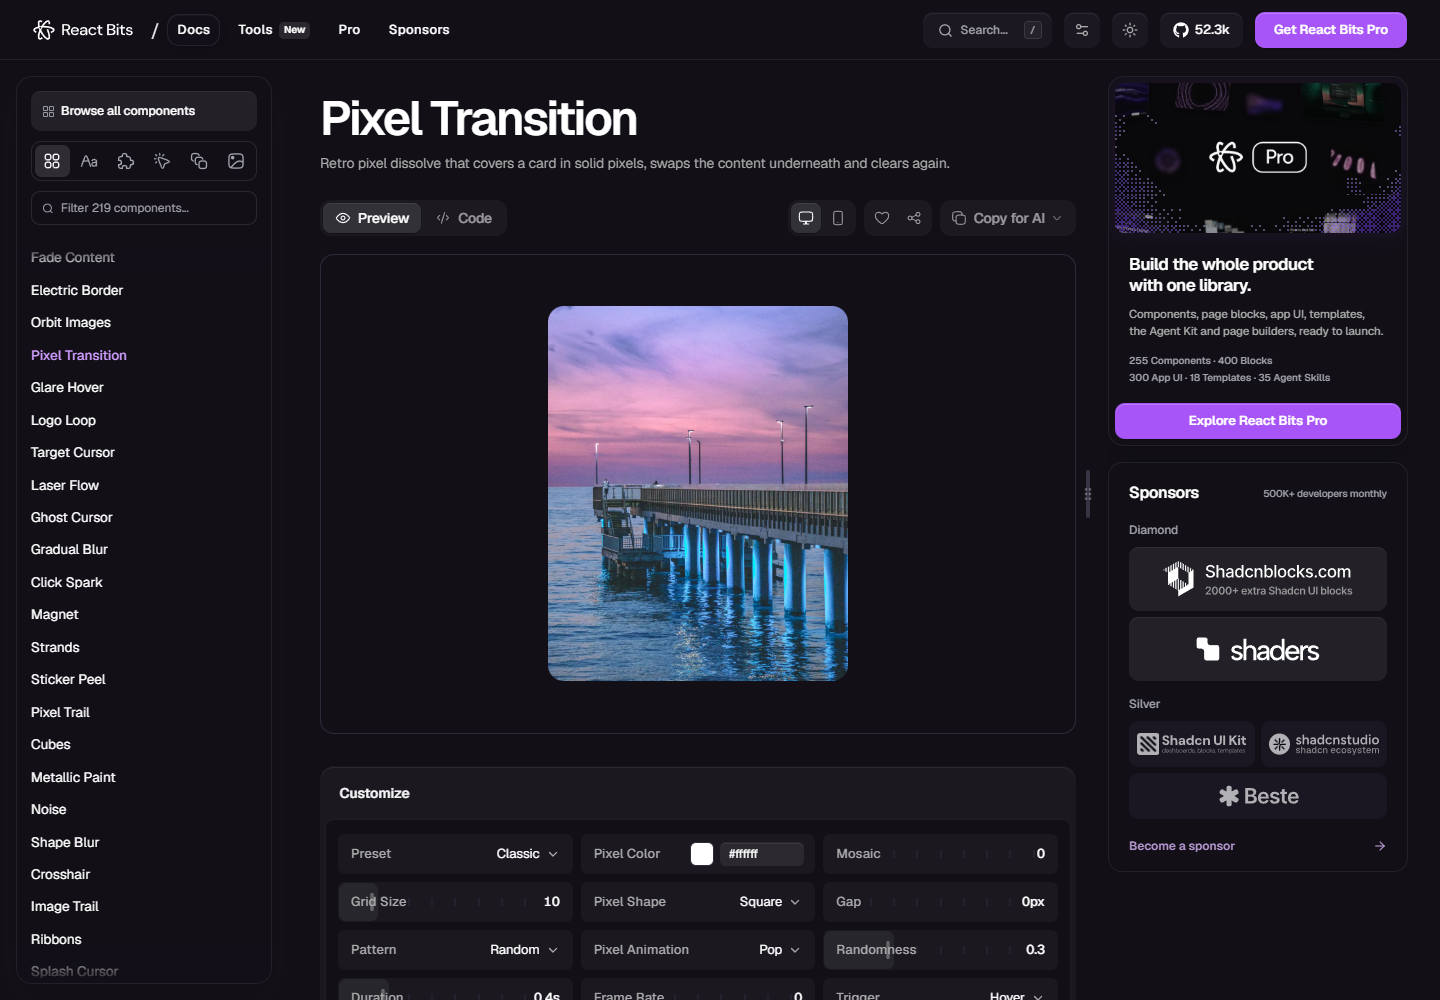 React Bits
/
Docs
Tools New
Pro
Sponsors
Search... /
52.3k
Get React Bits Pro
Browse all components
Aa
Filter 219 components...
Fade Content
Electric Border
Orbit Images
Pixel Transition
Glare Hover
Logo Loop
Target Cursor
Laser Flow
Ghost Cursor
Gradual Blur
Click Spark
Magnet
Strands
Sticker Peel
Pixel Trail
Cubes
Metallic Paint
Noise
Shape Blur
Crosshair
Image Trail
Ribbons
Splash Cursor
Pixel Transition
Retro pixel dissolve that covers a card in solid pixels, swaps the content underneath and clears again.
Preview
Code
Copy for AI
Customize
Preset Classic
Pixel Color #ffffff
Mosaic 0
Grid Size 10
Pixel Shape Square
Gap 0px
Pattern Random
Pixel Animation Pop
Randomness 0.3
Duration 0.4s
Frame Rate 0
Trigger Hover
Pro
Build the whole product
with one library.
Components, page blocks, app UI, templates,
the Agent Kit and page builders, ready to launch.
255 Components · 400 Blocks
300 App UI · 18 Templates · 35 Agent Skills
Explore React Bits Pro
Sponsors
500K+ developers monthly
Diamond
Shadcnblocks.com
2000+ extra Shadcn UI blocks
shaders
Silver
Shadcn UI Kit
dashboards, blocks, templates
shadcnstudio
shadcn ecosystem
Beste
Become a sponsor